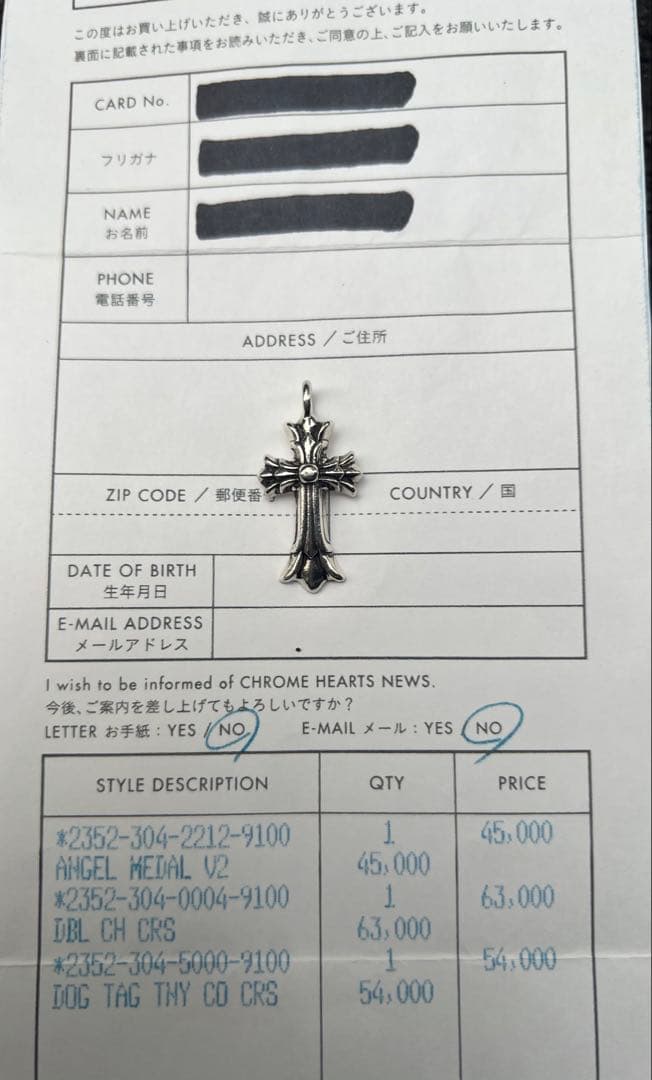 この度はお買い上げいただき、誠にありがとうございます。
裏面に記載された事項をお読みいただき、ご同意の上、ご記入をお願いいたします。
CARD No.
フリガナ
NAME
お名前
PHONE
電話番号
ADDRESS / ご住所
ZIP CODE / 郵便番号 COUNTRY / 国
DATE OF BIRTH
生年月日
E-MAIL ADDRESS
メールアドレス
I wish to be informed of CHROME HEARTS NEWS.
今後、ご案内を差し上げてもよろしいですか？
LETTER お手紙：YES / NO E-MAIL メール：YES / NO
STYLE DESCRIPTION QTY PRICE
*2352-304-2212-9100 1 45,000
ANGEL MEDAL V2 45,000
*2352-304-0004-9100 1 63,000
DBL CH CRS 63,000
*2352-304-5000-9100 1 54,000
DOG TAG TNY CO CRS 54,000